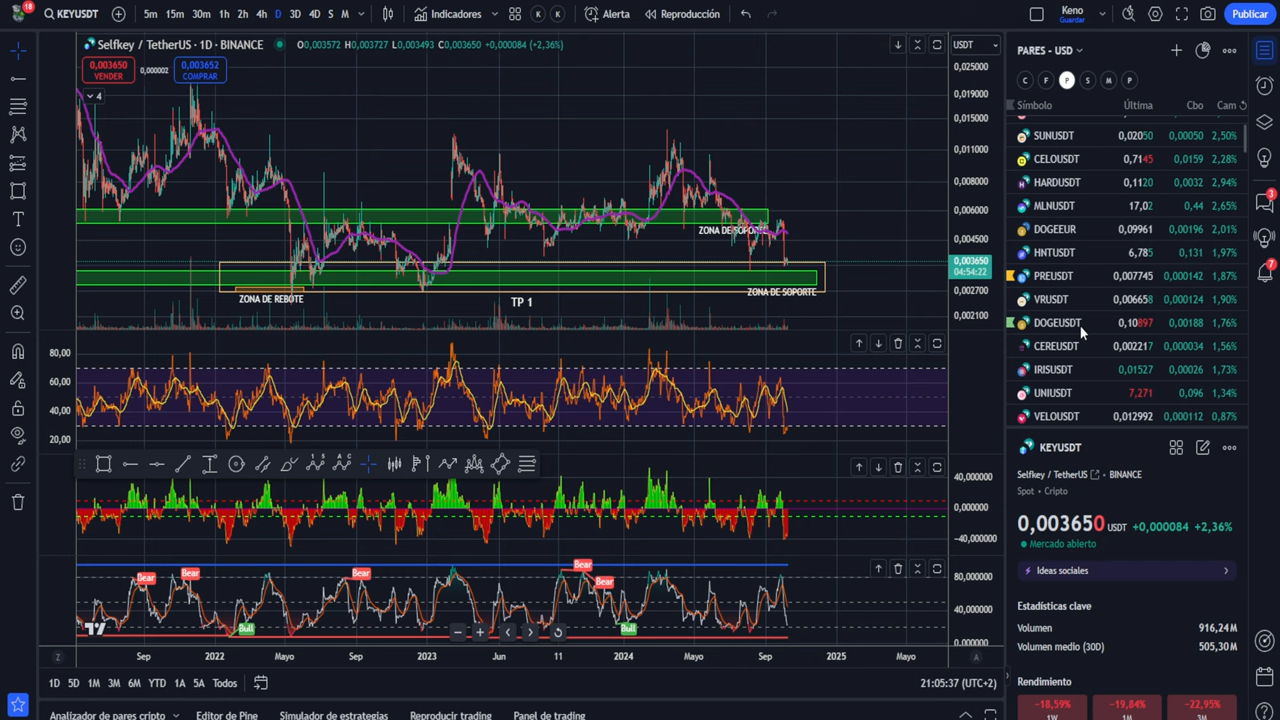 18 KEYUSDT 5m 15m 30m 1h 2h 4h D 3D 4D S M Indicadores K K Alerta Reproducción Keno Guardar Publicar
Selfkey / TetherUS · 1D · BINANCE O0,003572 H0,003727 L0,003493 C0,003650 +0,000084 (+2,36%)
0,003650 VENDER 0,000002 0,003652 COMPRAR
4
USDT
0,025000
0,019000
0,015000
0,011000
0,008000
0,006000
0,004500
0,003650
04:54:22
0,002700
0,002100
ZONA DE SOPORTE
ZONA DE REBOTE
TP 1
ZONA DE SOPORTE
80,00
60,00
40,00
20,00
40,000000
0,000000
−40,000000
Bear Bear Bear Bear Bear
Bull Bull
80,000000
40,000000
0,000000
Z Sep 2022 Mayo Sep 2023 Jun 11 2024 Mayo Sep 2025 Mayo A
1D 5D 1M 3M 6M YTD 1A 5A Todos 21:05:37 (UTC+2)
Analizador de pares cripto Editor de Pine Simulador de estrategias Reproducir trading Panel de trading
PARES - USD
C F P S M P
Símbolo Última Cbo Cam
SUNUSDT 0,02050 0,00050 2,50%
CELOUSDT 0,7145 0,0159 2,28%
HARDUSDT 0,1120 0,0032 2,94%
MLNUSDT 17,02 0,44 2,65%
DOGEEUR 0,09961 0,00196 2,01%
HNTUSDT 6,785 0,131 1,97%
PREUSDT 0,007745 0,000142 1,87%
VRUSDT 0,006658 0,000124 1,90%
DOGEUSDT 0,10897 0,00188 1,76%
CEREUSDT 0,002217 0,000034 1,56%
IRISUSDT 0,01527 0,00026 1,73%
UNIUSDT 7,271 0,096 1,34%
VELOUSDT 0,012992 0,000112 0,87%
KEYUSDT
Selfkey / TetherUS · BINANCE
Spot · Cripto
0,003650 USDT +0,000084 +2,36%
Mercado abierto
Ideas sociales
Estadísticas clave
Volumen 916,24M
Volumen medio (30D) 505,30M
Rendimiento
−18,59% −19,84% −22,95%
1W 1M 3M
3
7